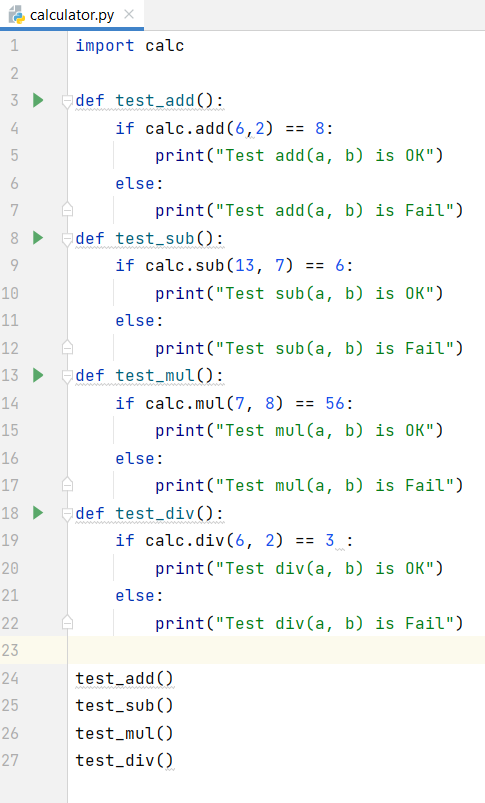 calculator.py
1 import calc
2
3 def test_add():
4     if calc.add(6,2) == 8:
5         print("Test add(a, b) is OK")
6     else:
7         print("Test add(a, b) is Fail")
8 def test_sub():
9     if calc.sub(13, 7) == 6:
10         print("Test sub(a, b) is OK")
11     else:
12         print("Test sub(a, b) is Fail")
13 def test_mul():
14     if calc.mul(7, 8) == 56:
15         print("Test mul(a, b) is OK")
16     else:
17         print("Test mul(a, b) is Fail")
18 def test_div():
19     if calc.div(6, 2) == 3 :
20         print("Test div(a, b) is OK")
21     else:
22         print("Test div(a, b) is Fail")
23
24 test_add()
25 test_sub()
26 test_mul()
27 test_div()